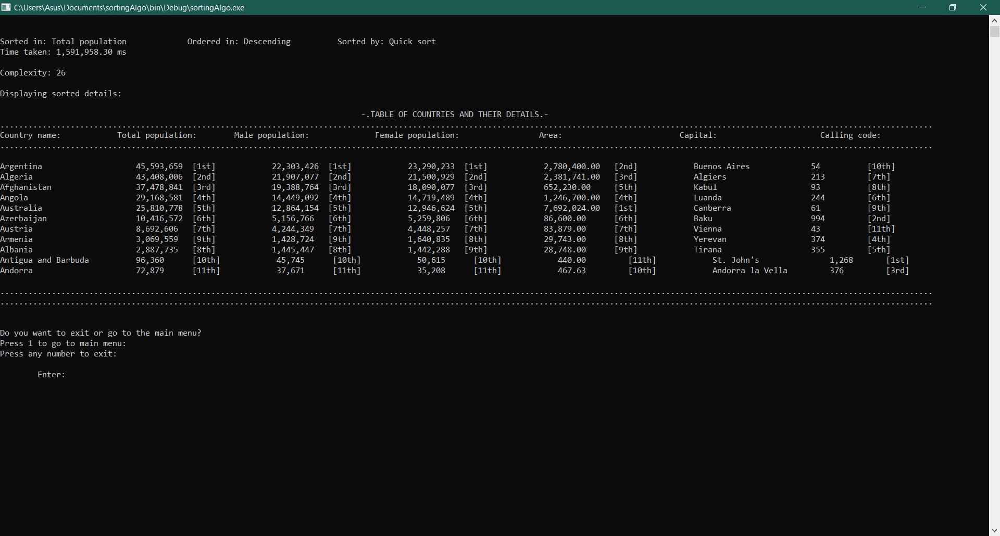 C:\Users\Asus\Documents\sortingAlgo\bin\Debug\sortingAlgo.exe
Sorted in: Total population Ordered in: Descending Sorted by: Quick sort
Time taken: 1,591,958.30 ms
Complexity: 26
Displaying sorted details:
-.TABLE OF COUNTRIES AND THEIR DETAILS.-
Country name: Total population: Male population: Female population: Area: Capital: Calling code:
Argentina 45,593,659 [1st] 22,303,426 [1st] 23,290,233 [1st] 2,780,400.00 [2nd] Buenos Aires 54 [10th]
Algeria 43,408,006 [2nd] 21,907,077 [2nd] 21,500,929 [2nd] 2,381,741.00 [3rd] Algiers 213 [7th]
Afghanistan 37,478,841 [3rd] 19,388,764 [3rd] 18,090,077 [3rd] 652,230.00 [5th] Kabul 93 [8th]
Angola 29,168,581 [4th] 14,449,092 [4th] 14,719,489 [4th] 1,246,700.00 [4th] Luanda 244 [6th]
Australia 25,810,778 [5th] 12,864,154 [5th] 12,946,624 [5th] 7,692,024.00 [1st] Canberra 61 [9th]
Azerbaijan 10,416,572 [6th] 5,156,766 [6th] 5,259,806 [6th] 86,600.00 [6th] Baku 994 [2nd]
Austria 8,692,606 [7th] 4,244,349 [7th] 4,448,257 [7th] 83,879.00 [7th] Vienna 43 [11th]
Armenia 3,069,559 [9th] 1,428,724 [9th] 1,640,835 [8th] 29,743.00 [8th] Yerevan 374 [4th]
Albania 2,887,735 [8th] 1,445,447 [8th] 1,442,288 [9th] 28,748.00 [9th] Tirana 355 [5th]
Antigua and Barbuda 96,360 [10th] 45,745 [10th] 50,615 [10th] 440.00 [11th] St. John's 1,268 [1st]
Andorra 72,879 [11th] 37,671 [11th] 35,208 [11th] 467.63 [10th] Andorra la Vella 376 [3rd]
Do you want to exit or go to the main menu?
Press 1 to go to main menu:
Press any number to exit:
Enter: